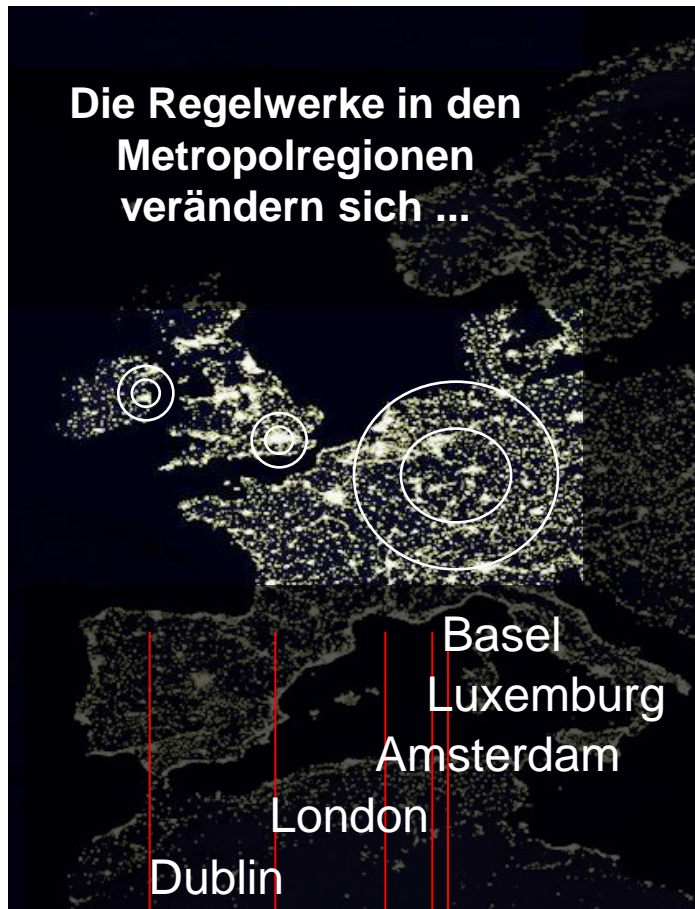 Die Regelwerke in den
Metropolregionen
verändern sich ...
Basel
Luxemburg
Amsterdam
London
Dublin